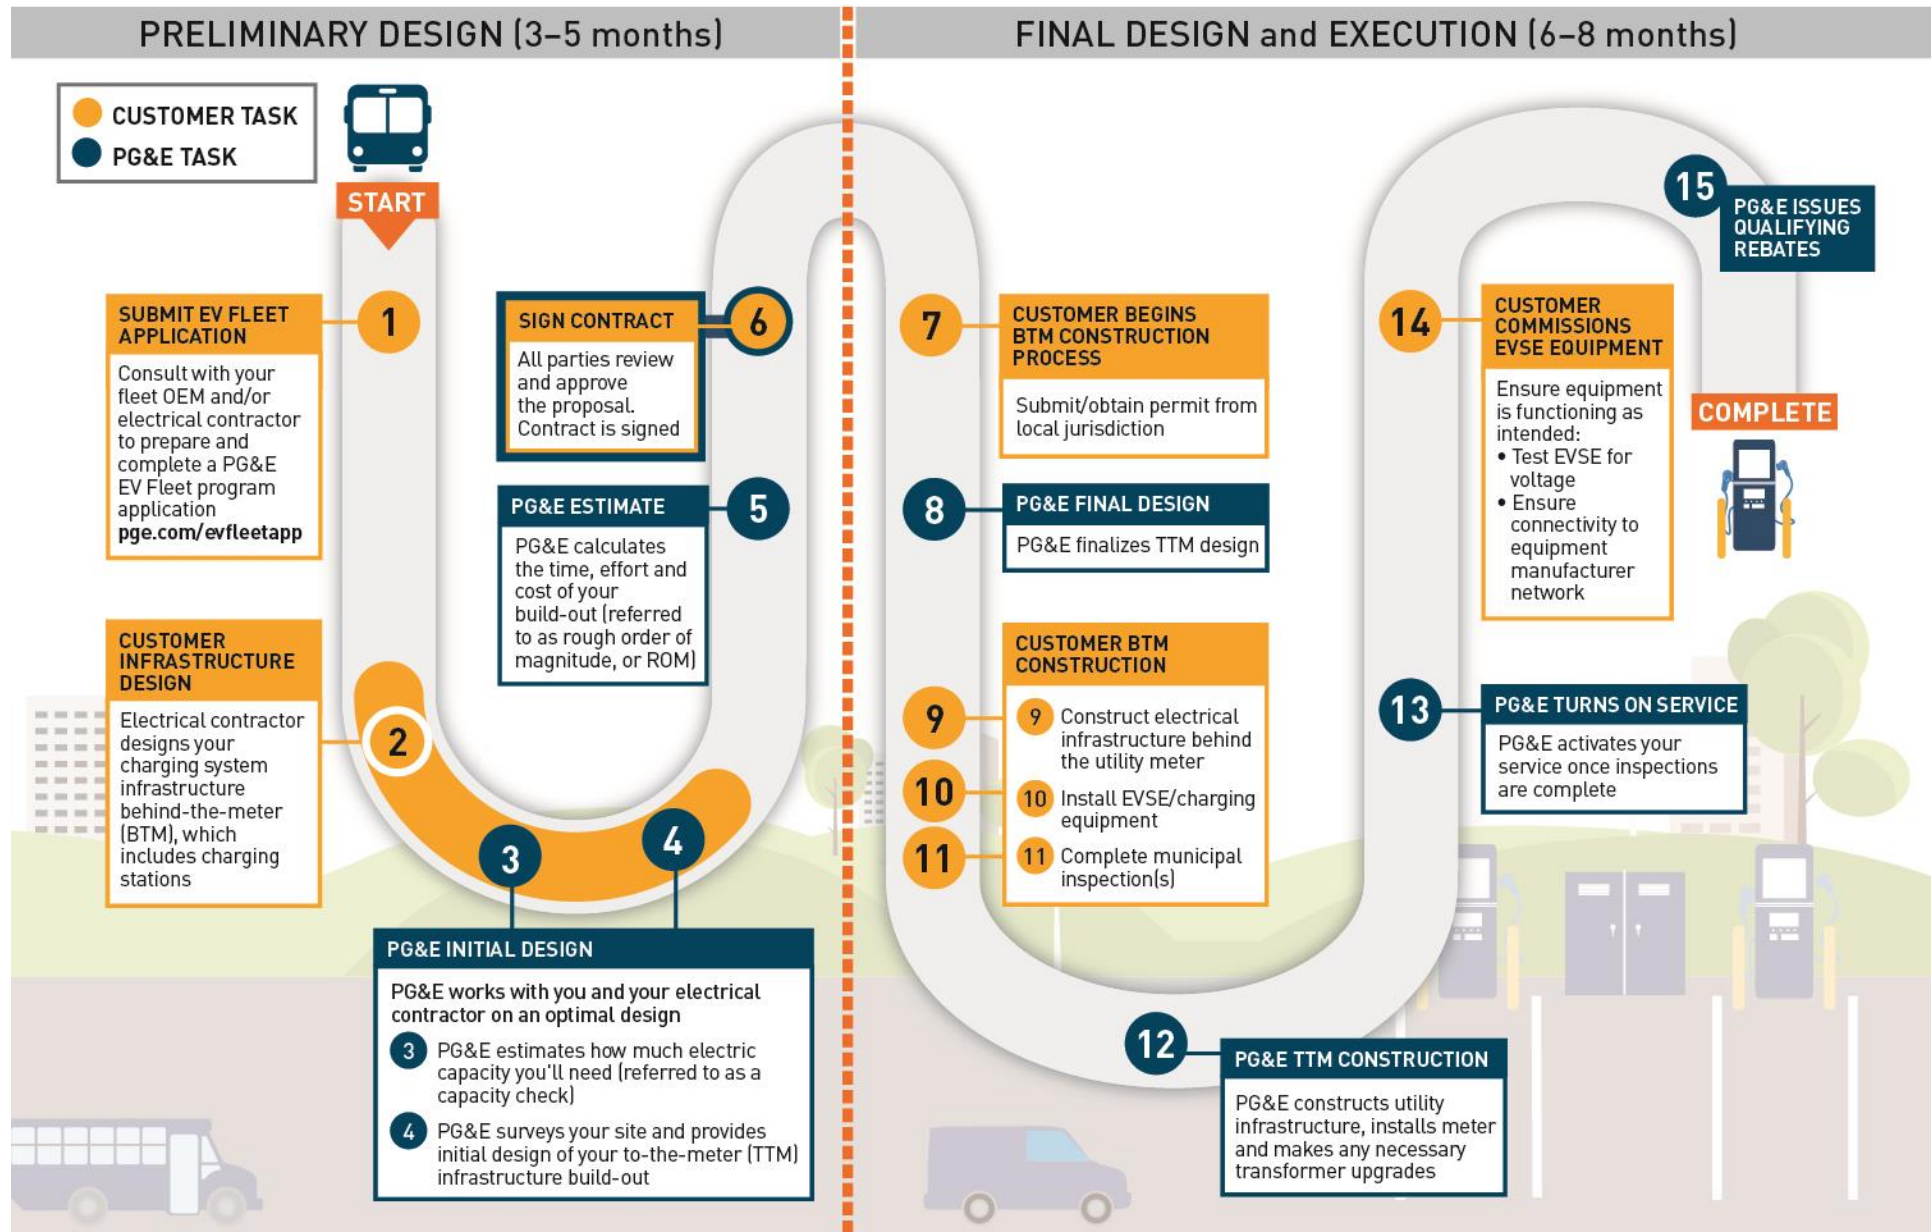 PRELIMINARY DESIGN (3–5 months)
FINAL DESIGN and EXECUTION (6–8 months)
CUSTOMER TASK
PG&E TASK
START
1
SUBMIT EV FLEET
APPLICATION
Consult with your
fleet OEM and/or
electrical contractor
to prepare and
complete a PG&E
EV Fleet program
application
pge.com/evfleetapp
2
CUSTOMER
INFRASTRUCTURE
DESIGN
Electrical contractor
designs your
charging system
infrastructure
behind-the-meter
(BTM), which
includes charging
stations
3
4
PG&E INITIAL DESIGN
PG&E works with you and your electrical
contractor on an optimal design
3 PG&E estimates how much electric
capacity you'll need (referred to as a
capacity check)
4 PG&E surveys your site and provides
initial design of your to-the-meter (TTM)
infrastructure build-out
5
PG&E ESTIMATE
PG&E calculates
the time, effort and
cost of your
build-out (referred
to as rough order of
magnitude, or ROM)
6
SIGN CONTRACT
All parties review
and approve
the proposal.
Contract is signed
7
CUSTOMER BEGINS
BTM CONSTRUCTION
PROCESS
Submit/obtain permit from
local jurisdiction
8
PG&E FINAL DESIGN
PG&E finalizes TTM design
9
10
11
CUSTOMER BTM
CONSTRUCTION
9 Construct electrical
infrastructure behind
the utility meter
10 Install EVSE/charging
equipment
11 Complete municipal
inspection(s)
12
PG&E TTM CONSTRUCTION
PG&E constructs utility
infrastructure, installs meter
and makes any necessary
transformer upgrades
13
PG&E TURNS ON SERVICE
PG&E activates your
service once inspections
are complete
14
CUSTOMER
COMMISSIONS
EVSE EQUIPMENT
Ensure equipment
is functioning as
intended:
• Test EVSE for
voltage
• Ensure
connectivity to
equipment
manufacturer
network
15
PG&E ISSUES
QUALIFYING
REBATES
COMPLETE